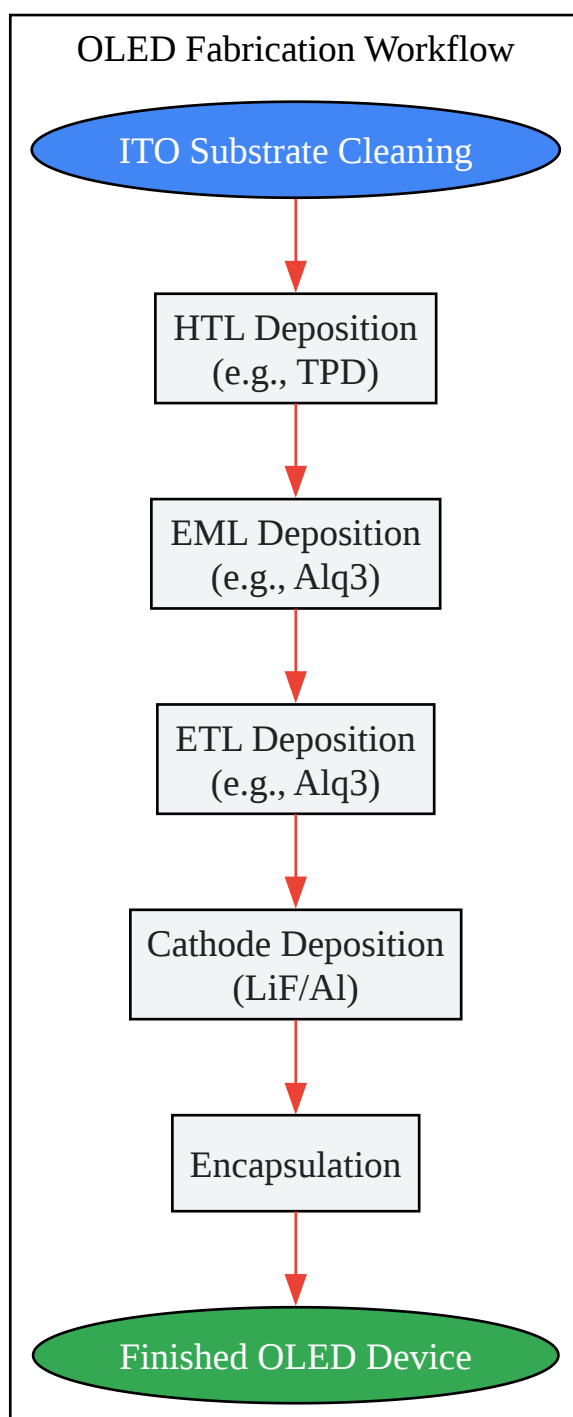 OLED Fabrication Workflow
ITO Substrate Cleaning
HTL Deposition
(e.g., TPD)
EML Deposition
(e.g., Alq3)
ETL Deposition
(e.g., Alq3)
Cathode Deposition
(LiF/Al)
Encapsulation
Finished OLED Device